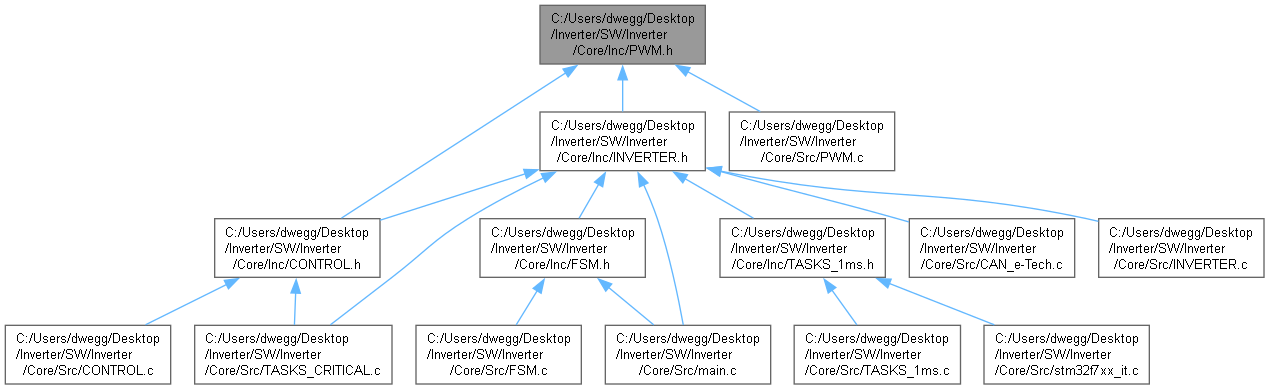 C:/Users/dwegg/Desktop
/Inverter/SW/Inverter
/Core/Inc/PWM.h
C:/Users/dwegg/Desktop
/Inverter/SW/Inverter
/Core/Inc/INVERTER.h
C:/Users/dwegg/Desktop
/Inverter/SW/Inverter
/Core/Src/PWM.c
C:/Users/dwegg/Desktop
/Inverter/SW/Inverter
/Core/Inc/CONTROL.h
C:/Users/dwegg/Desktop
/Inverter/SW/Inverter
/Core/Inc/FSM.h
C:/Users/dwegg/Desktop
/Inverter/SW/Inverter
/Core/Inc/TASKS_1ms.h
C:/Users/dwegg/Desktop
/Inverter/SW/Inverter
/Core/Src/CAN_e-Tech.c
C:/Users/dwegg/Desktop
/Inverter/SW/Inverter
/Core/Src/INVERTER.c
C:/Users/dwegg/Desktop
/Inverter/SW/Inverter
/Core/Src/CONTROL.c
C:/Users/dwegg/Desktop
/Inverter/SW/Inverter
/Core/Src/TASKS_CRITICAL.c
C:/Users/dwegg/Desktop
/Inverter/SW/Inverter
/Core/Src/FSM.c
C:/Users/dwegg/Desktop
/Inverter/SW/Inverter
/Core/Src/main.c
C:/Users/dwegg/Desktop
/Inverter/SW/Inverter
/Core/Src/TASKS_1ms.c
C:/Users/dwegg/Desktop
/Inverter/SW/Inverter
/Core/Src/stm32f7xx_it.c